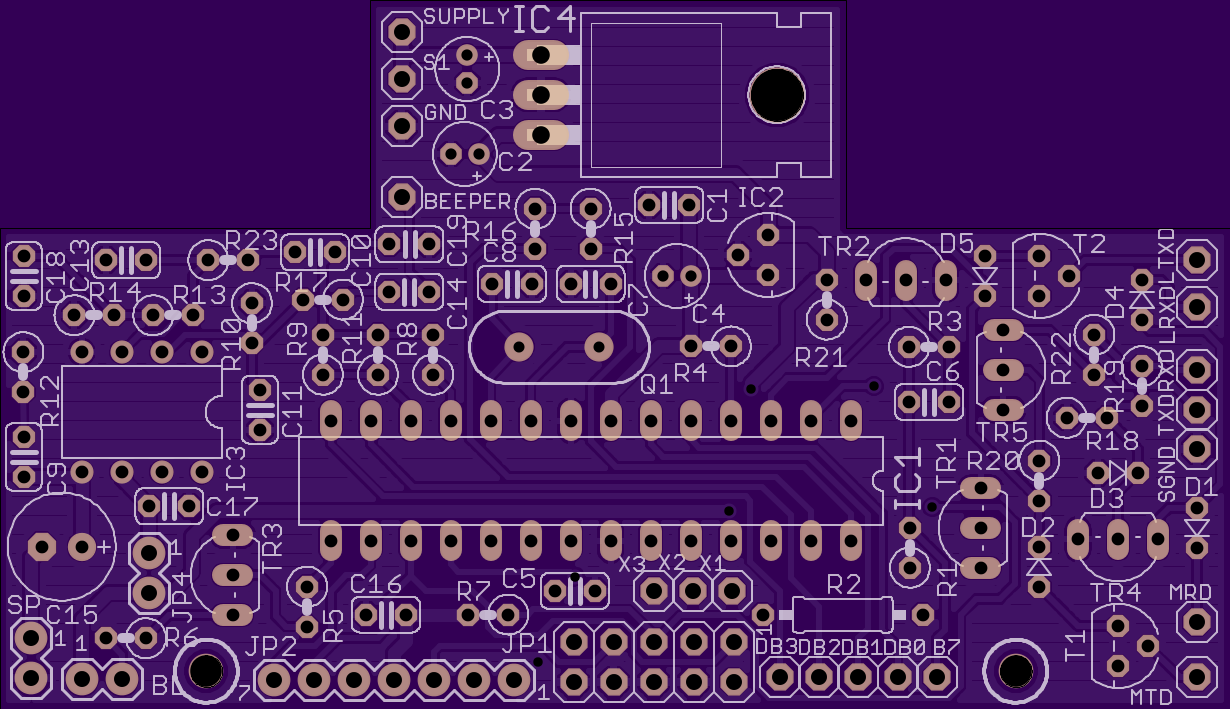 SUPPLY
IC4
S1
+
GND
C3
C2
+
BEEPER
C1
IC2
R16
C19
R15
C8
C10
R23
C13
C18
R17
R14
R13
C14
C7
+
C4
TR2
D5
T2
TXD
LRXDL
D4
R10
R9
R11
R8
R4
Q1
R21
R3
C6
R22
R19
TXDRXD
SGND
R12
C11
IC3
C9
C17
TR5
R18
TR1
R20
IC1
D3
D1
D2
+
1
TR3
JP4
SP
C15
1
1
R6
R5
C16
R7
C5
X3
X2
X1
R2
R1
TR4
MRD
T1
MTD
JP2
7
JP1
1
1
DB3
DB2
DB1
DB0
B7